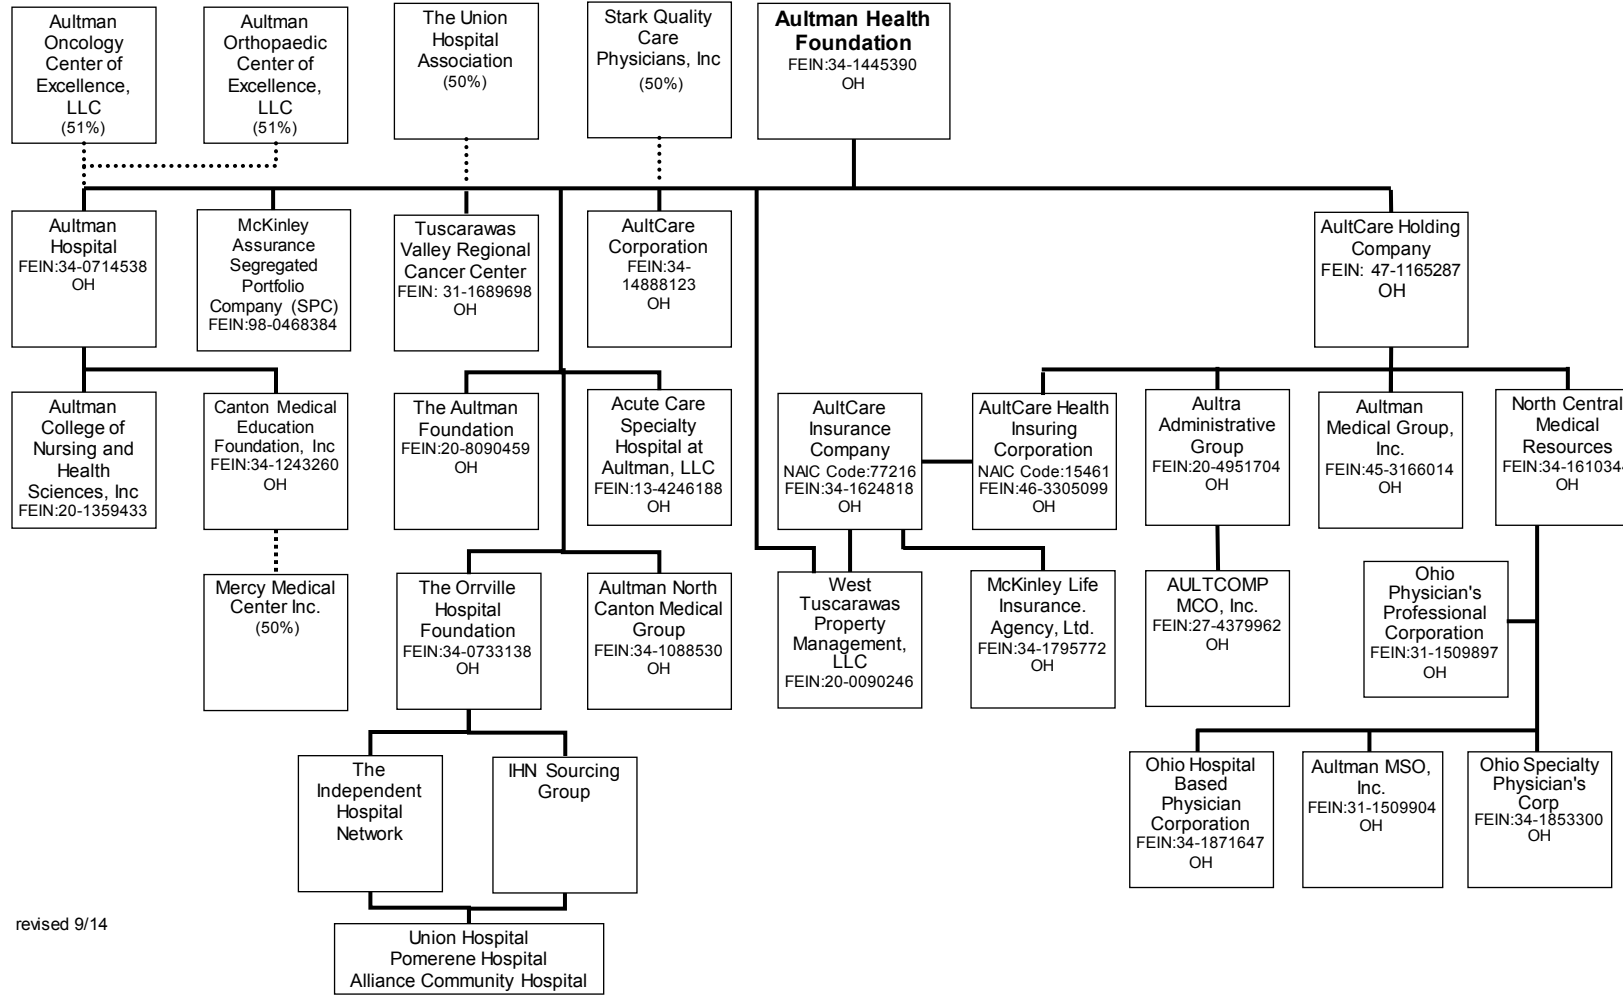 Aultman
Oncology
Center of
Excellence,
LLC
(51%)
Aultman
Orthopaedic
Center of
Excellence,
LLC
(51%)
The Union
Hospital
Association
(50%)
Stark Quality
Care
Physicians, Inc
(50%)
Aultman Health
Foundation
FEIN:34-1445390
OH
Aultman
Hospital
FEIN:34-0714538
OH
McKinley
Assurance
Segregated
Portfolio
Company (SPC)
FEIN:98-0468384
Tuscarawas
Valley Regional
Cancer Center
FEIN: 31-1689698
OH
AultCare
Corporation
FEIN:34-
14888123
OH
AultCare Holding
Company
FEIN: 47-1165287
OH
Aultman
College of
Nursing and
Health
Sciences, Inc
FEIN:20-1359433
Canton Medical
Education
Foundation, Inc
FEIN:34-1243260
OH
The Aultman
Foundation
FEIN:20-8090459
OH
Acute Care
Specialty
Hospital at
Aultman, LLC
FEIN:13-4246188
OH
AultCare
Insurance
Company
NAIC Code:77216
FEIN:34-1624818
OH
AultCare Health
Insuring
Corporation
NAIC Code:15461
FEIN:46-3305099
OH
Aultra
Administrative
Group
FEIN:20-4951704
OH
Aultman
Medical Group,
Inc.
FEIN:45-3166014
OH
North Central
Medical
Resources
FEIN:34-161034
OH
Mercy Medical
Center Inc.
(50%)
The Orrville
Hospital
Foundation
FEIN:34-0733138
OH
Aultman North
Canton Medical
Group
FEIN:34-1088530
OH
West
Tuscarawas
Property
Management,
LLC
FEIN:20-0090246
McKinley Life
Insurance.
Agency, Ltd.
FEIN:34-1795772
OH
AULTCOMP
MCO, Inc.
FEIN:27-4379962
OH
Ohio
Physician's
Professional
Corporation
FEIN:31-1509897
OH
The
Independent
Hospital
Network
IHN Sourcing
Group
Ohio Hospital
Based
Physician
Corporation
FEIN:34-1871647
OH
Aultman MSO,
Inc.
FEIN:31-1509904
OH
Ohio Specialty
Physician's
Corp
FEIN:34-1853300
OH
revised 9/14
Union Hospital
Pomerene Hospital
Alliance Community Hospital